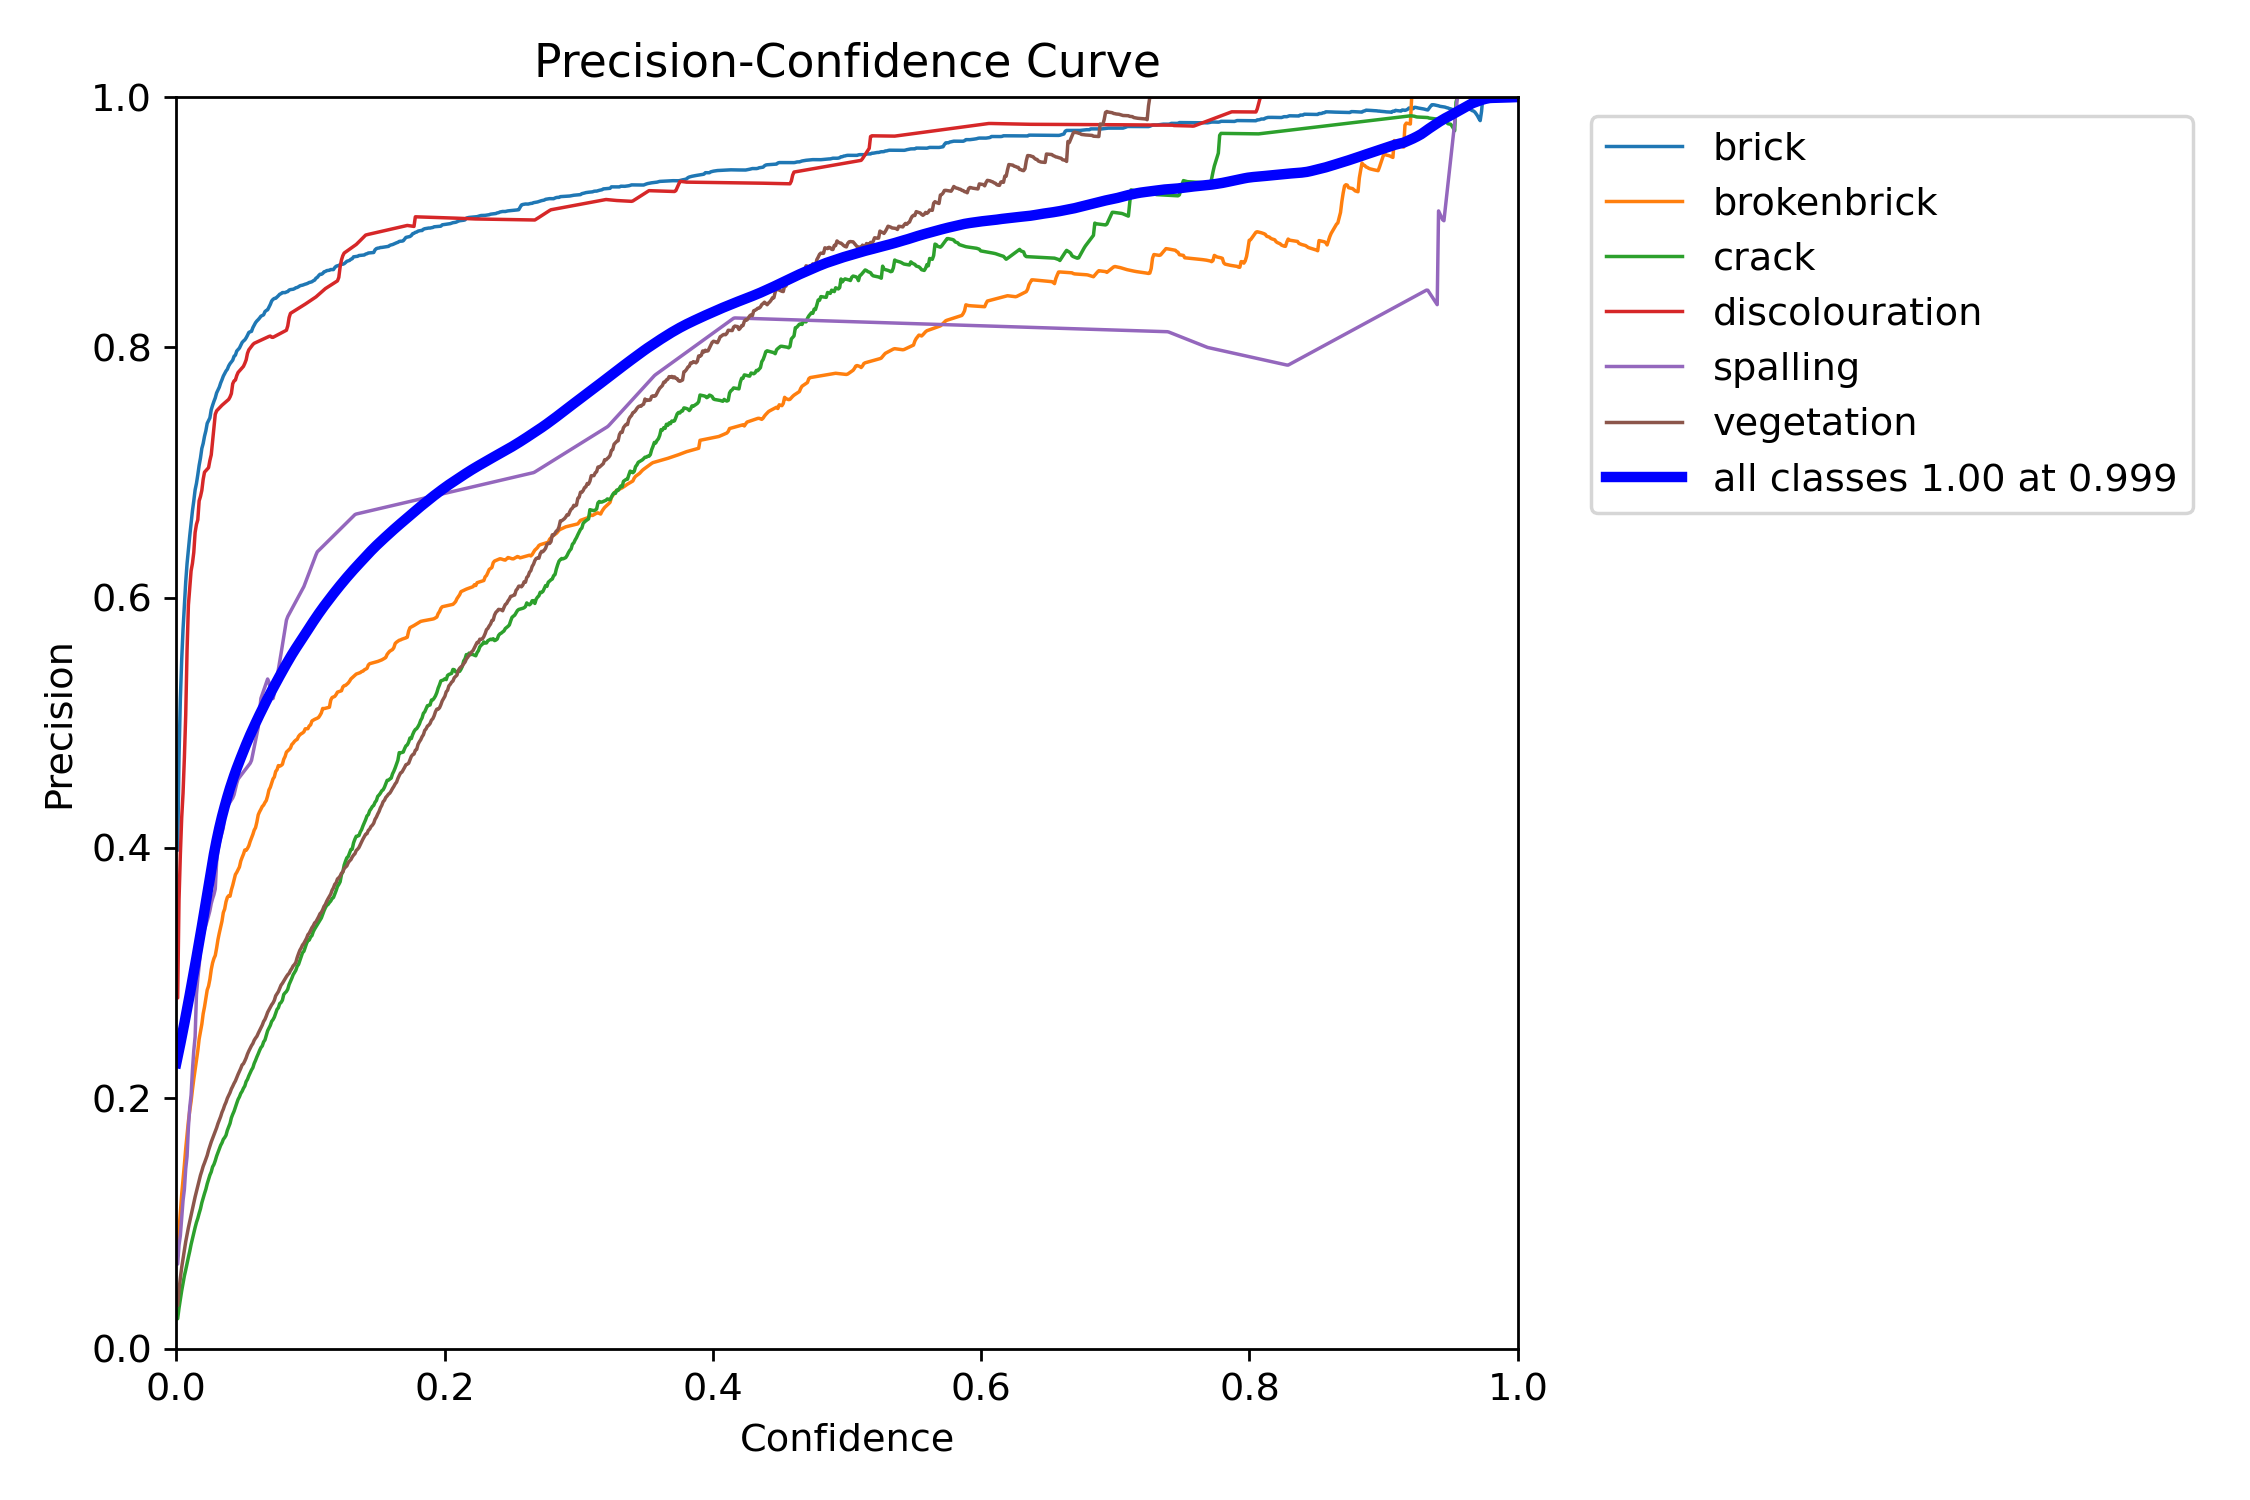 Precision-Confidence Curve
1.0
0.8
0.6
0.4
0.2
0.0
Precision
0.0 0.2 0.4 0.6 0.8 1.0
Confidence
brick
brokenbrick
crack
discolouration
spalling
vegetation
all classes 1.00 at 0.999